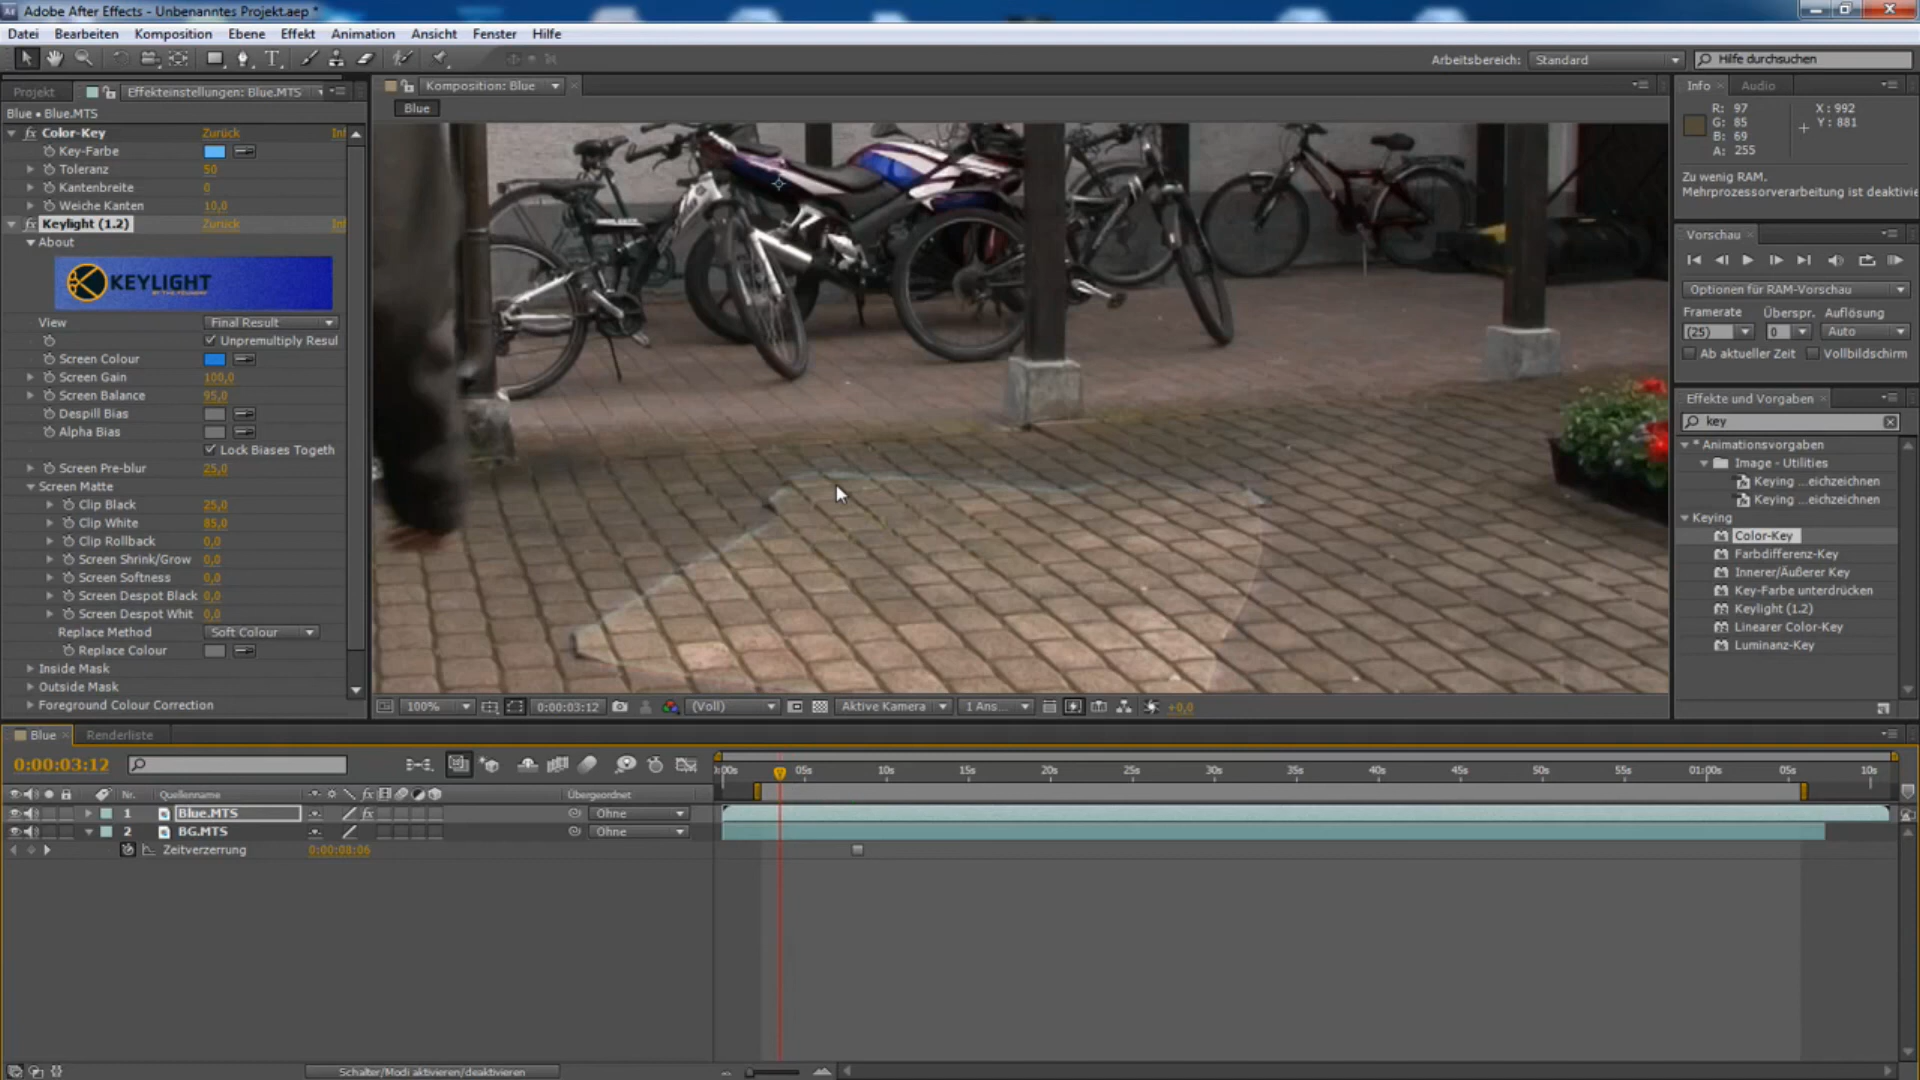 Adobe After Effects - Unbenanntes Projekt.aep *
Datei Bearbeiten Komposition Ebene Effekt Animation Ansicht Fenster Hilfe
Arbeitsbereich: Standard Hilfe durchsuchen
Projekt Effekteinstellungen: Blue.MTS
Blue • Blue.MTS
fx Color-Key Zurück
Key-Farbe
Toleranz 50
Kantenbreite 0
Weiche Kanten 10,0
fx Keylight (1.2) Zurück
About
KEYLIGHT
View Final Result
Unpremultiply Resul
Screen Colour
Screen Gain 100,0
Screen Balance 95,0
Despill Bias
Alpha Bias
Lock Biases Togeth
Screen Pre-blur 25,0
Screen Matte
Clip Black 25,0
Clip White 85,0
Clip Rollback 0,0
Screen Shrink/Grow 0,0
Screen Softness 0,0
Screen Despot Black 0,0
Screen Despot Whit 0,0
Replace Method Soft Colour
Replace Colour
Inside Mask
Outside Mask
Foreground Colour Correction
Komposition: Blue
Blue
100% 0:00:03:12 (Voll) Aktive Kamera 1 Ans... +0,0
Info Audio
R: 97 X: 992
G: 85 Y: 881
B: 69
A: 255
Zu wenig RAM.
Mehrprozessorverarbeitung ist deaktivie
Vorschau
Optionen für RAM-Vorschau
Framerate Überspr. Auflösung
(25) 0 Auto
Ab aktueller Zeit Vollbildschirm
Effekte und Vorgaben
key
* Animationsvorgaben
Image - Utilities
Keying ...eichzeichnen
Keying ...eichzeichnen
Keying
Color-Key
Farbdifferenz-Key
Innerer/Äußerer Key
Key-Farbe unterdrücken
Keylight (1.2)
Linearer Color-Key
Luminanz-Key
Blue Renderliste
0:00:03:12
Nr. Quellenname fx Übergeordnet
1 Blue.MTS fx Ohne
2 BG.MTS Ohne
Zeitverzerrung 0:00:08:06
:00s 05s 10s 15s 20s 25s 30s 35s 40s 45s 50s 55s 01:00s 05s 10s
Schalter/Modi aktivieren/deaktivieren